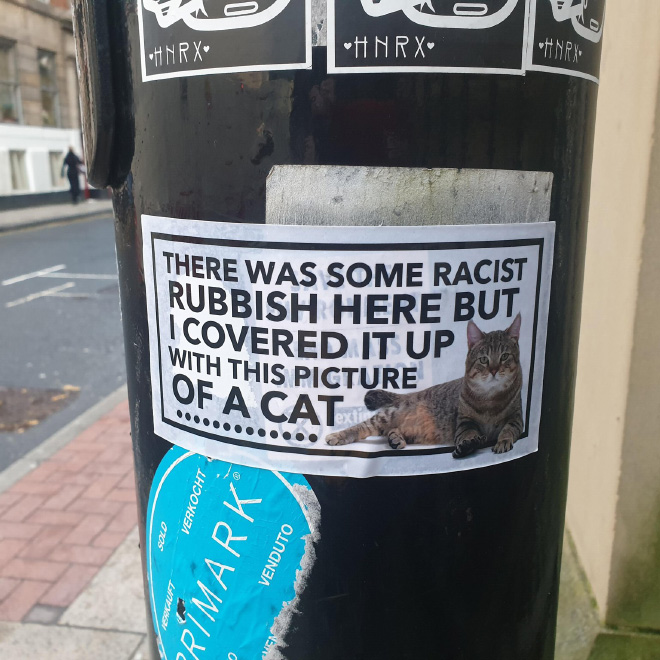 ♥HNRX♥
♥HNRX♥
♥HNRX♥
THERE WAS SOME RACIST
RUBBISH HERE BUT
I COVERED IT UP
WITH THIS PICTURE
OF A CAT
SOLD
VERKOCHT
PRIMARK®
VENDUTO
HERKAUFT